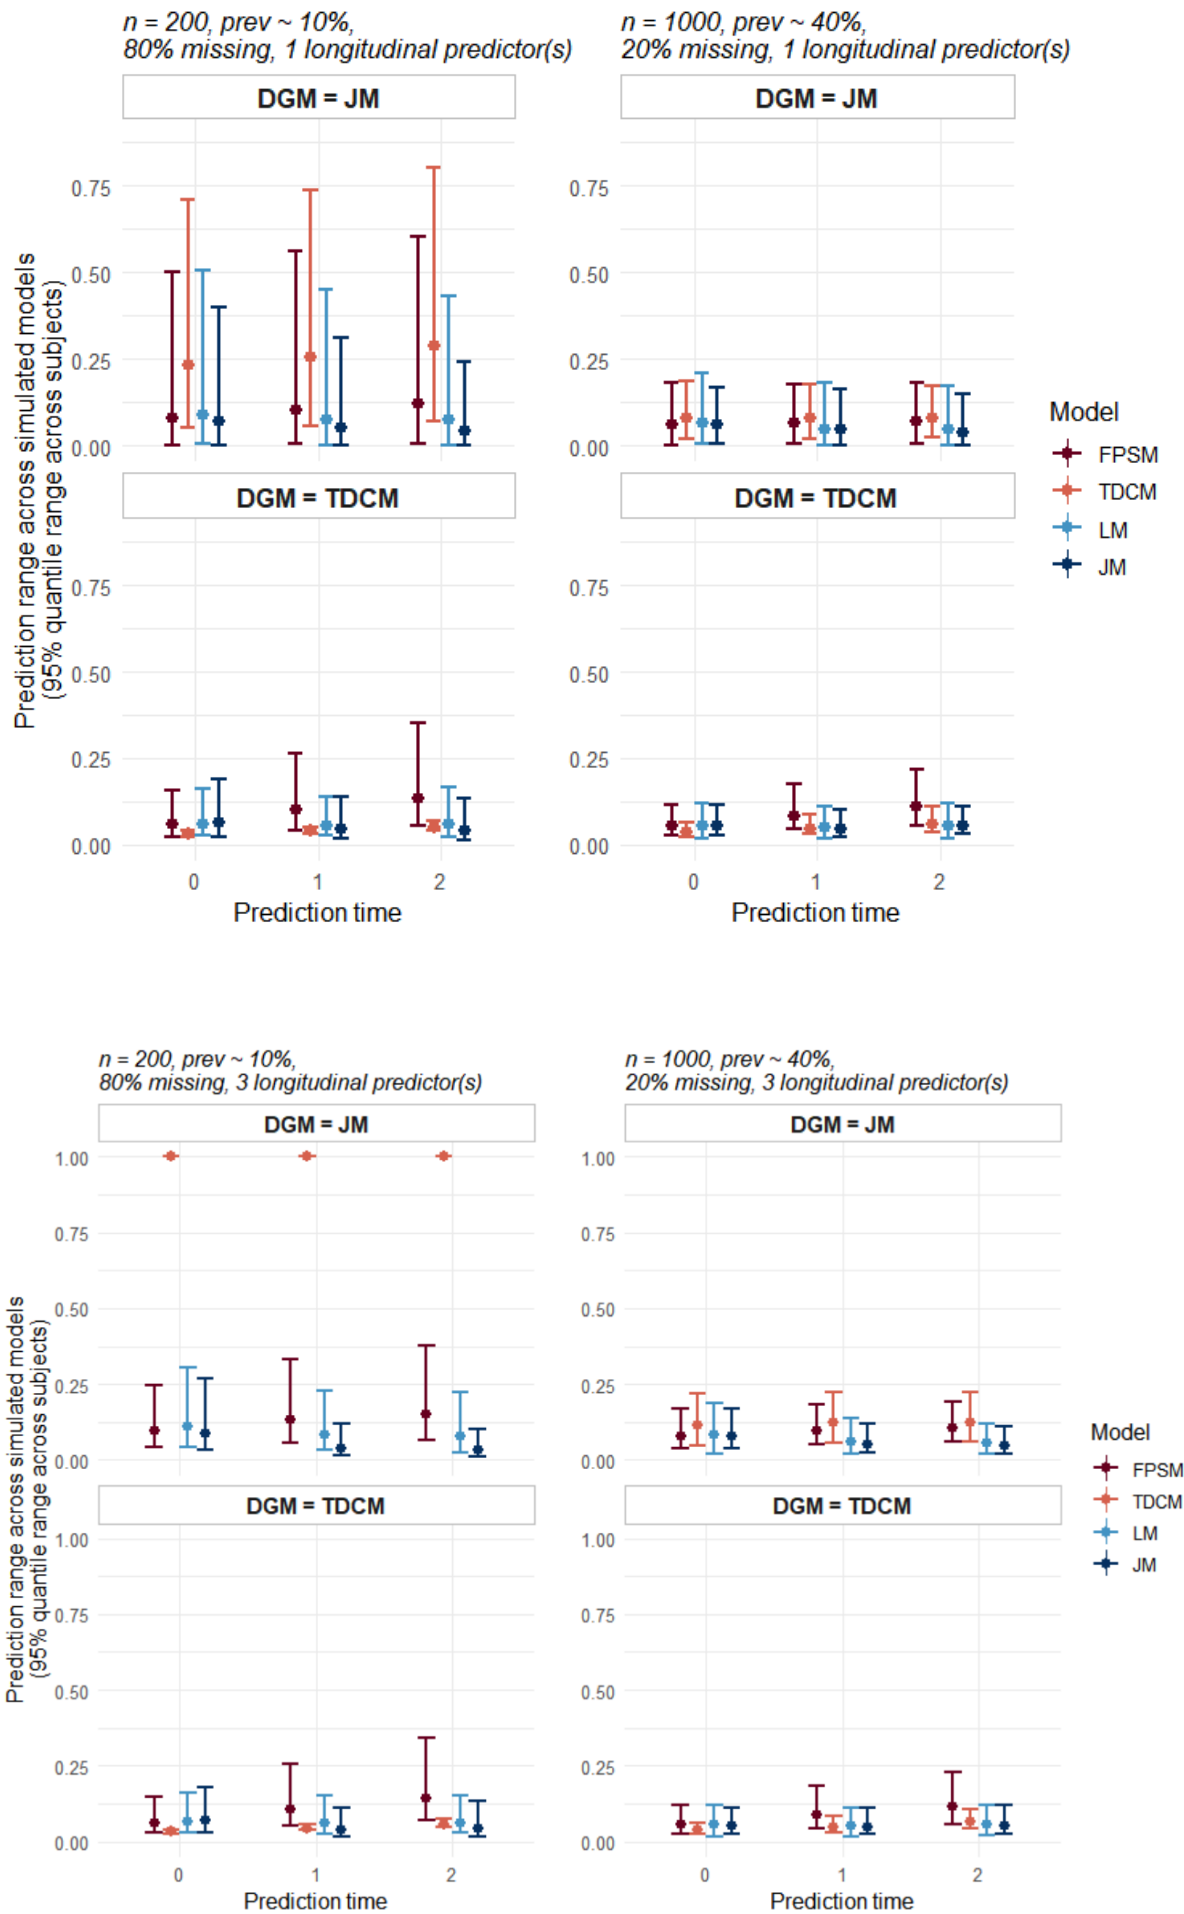 n = 200, prev ~ 10%,
80% missing, 1 longitudinal predictor(s)
n = 1000, prev ~ 40%,
20% missing, 1 longitudinal predictor(s)
DGM = JM
DGM = JM
0.75
0.50
0.25
0.00
0.75
0.50
0.25
0.00
DGM = TDCM
DGM = TDCM
0.75
0.50
0.25
0.00
0.75
0.50
0.25
0.00
0
1
2
0
1
2
Prediction time
Prediction time
Prediction range across simulated models
(95% quantile range across subjects)
Model
FPSM
TDCM
LM
JM
n = 200, prev ~ 10%,
80% missing, 3 longitudinal predictor(s)
n = 1000, prev ~ 40%,
20% missing, 3 longitudinal predictor(s)
DGM = JM
DGM = JM
1.00
0.75
0.50
0.25
0.00
1.00
0.75
0.50
0.25
0.00
DGM = TDCM
DGM = TDCM
1.00
0.75
0.50
0.25
0.00
1.00
0.75
0.50
0.25
0.00
0
1
2
0
1
2
Prediction time
Prediction time
Prediction range across simulated models
(95% quantile range across subjects)
Model
FPSM
TDCM
LM
JM